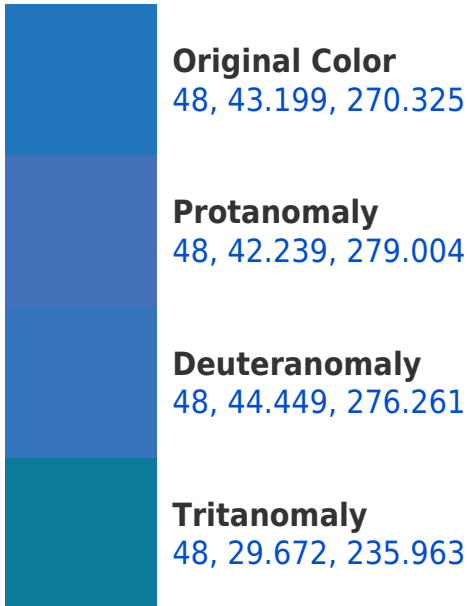 Original Color
48, 43.199, 270.325
Protanomaly
48, 42.239, 279.004
Deuteranomaly
48, 44.449, 276.261
Tritanomaly
48, 29.672, 235.963